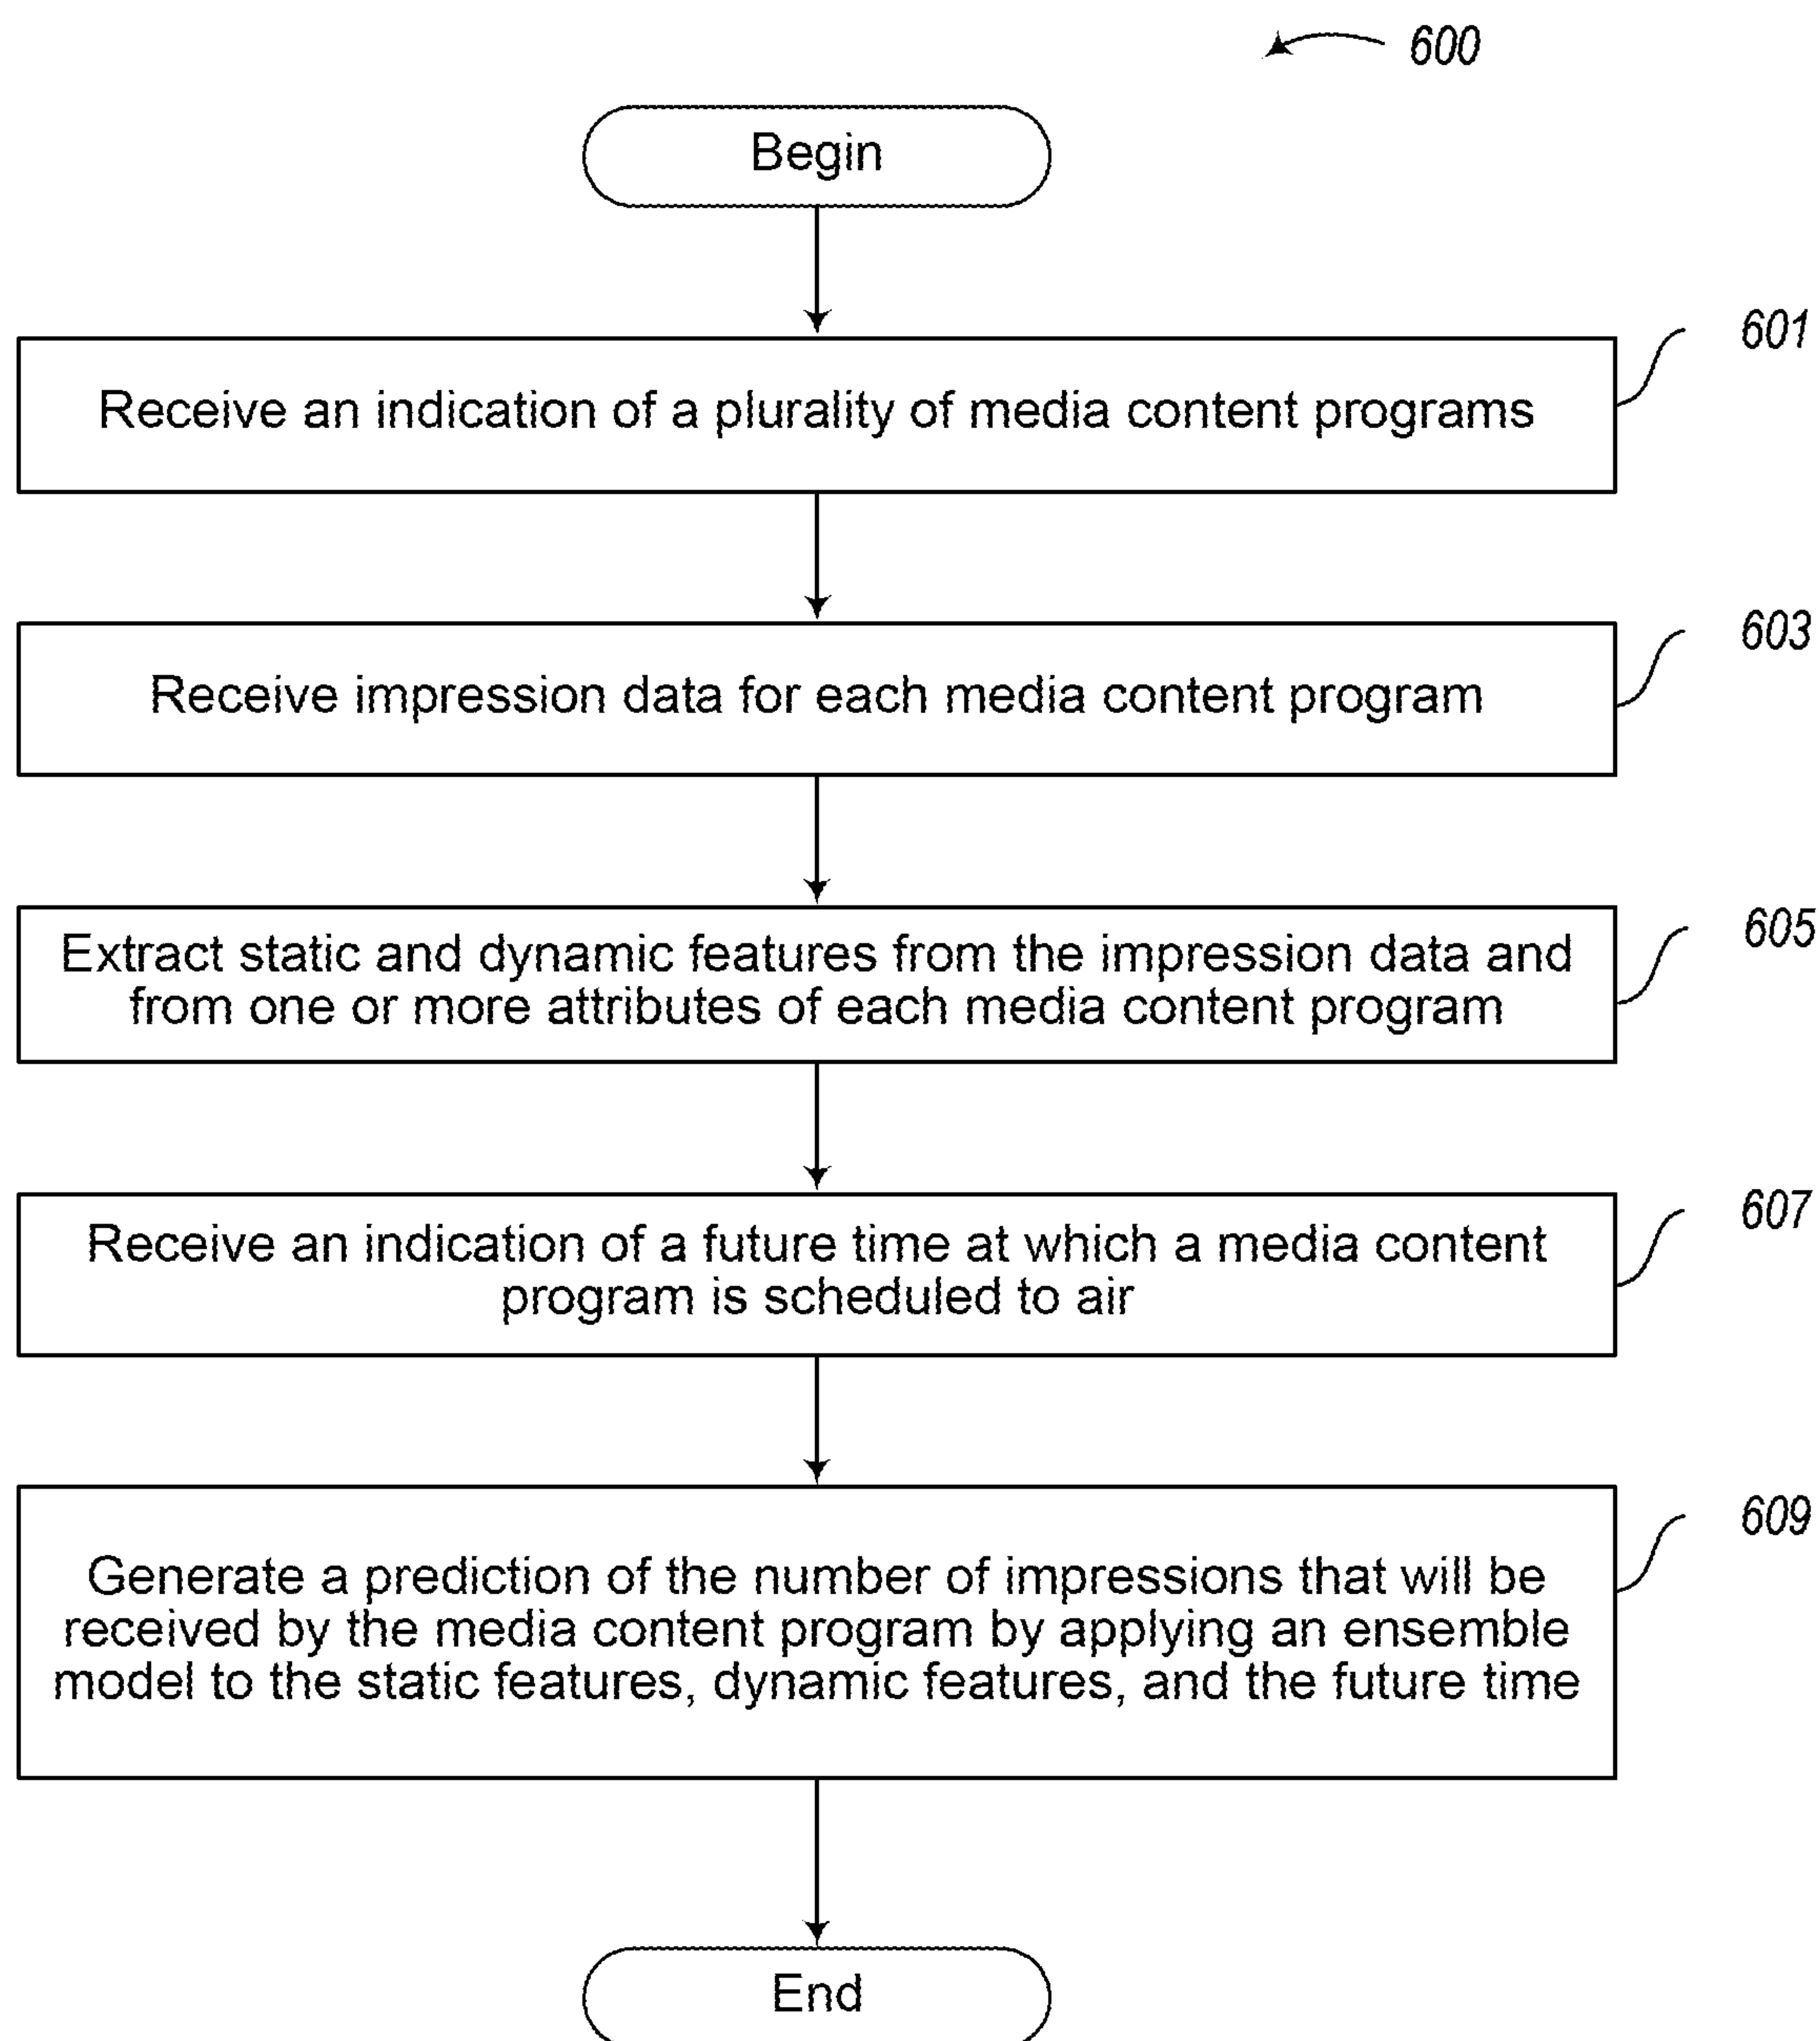 600
Begin
601
Receive an indication of a plurality of media content programs
603
Receive impression data for each media content program
605
Extract static and dynamic features from the impression data and
from one or more attributes of each media content program
607
Receive an indication of a future time at which a media content
program is scheduled to air
609
Generate a prediction of the number of impressions that will be
received by the media content program by applying an ensemble
model to the static features, dynamic features, and the future time
End